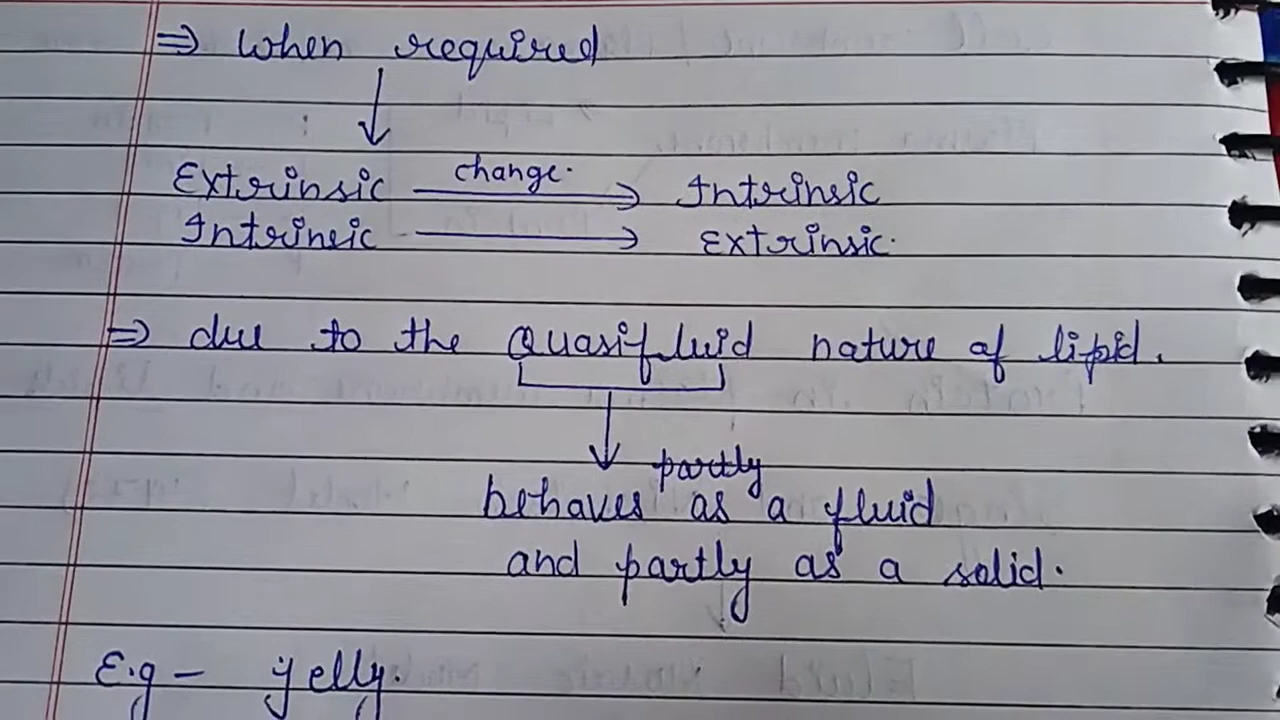 ⇒ When required
↓
Extrinsic change. → Intrinsic
Intrinsic → Extrinsic.
⇒ due to the Quasifluid nature of lipid.
↓
partly
behaves as a fluid
and partly as a solid.
E.g - jelly.